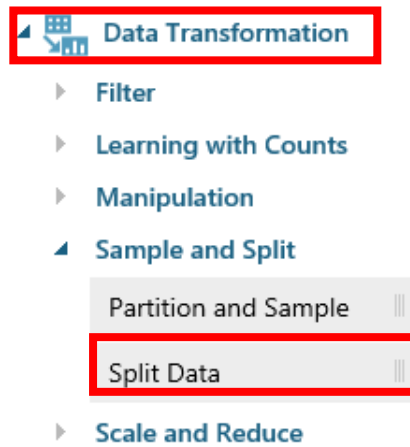 Data Transformation
Filter
Learning with Counts
Manipulation
Sample and Split
Partition and Sample
Split Data
Scale and Reduce